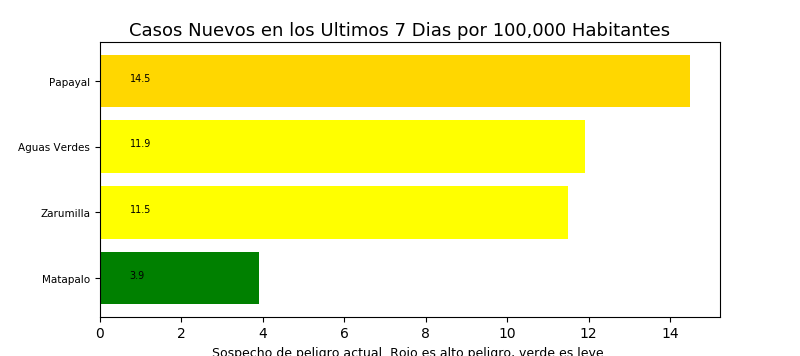 Casos Nuevos en los Ultimos 7 Dias por 100,000 Habitantes
Papayal 14.5
Aguas Verdes 11.9
Zarumilla 11.5
Matapalo 3.9
0 2 4 6 8 10 12 14
Sospecho de peligro actual. Rojo es alto peligro, verde es leve